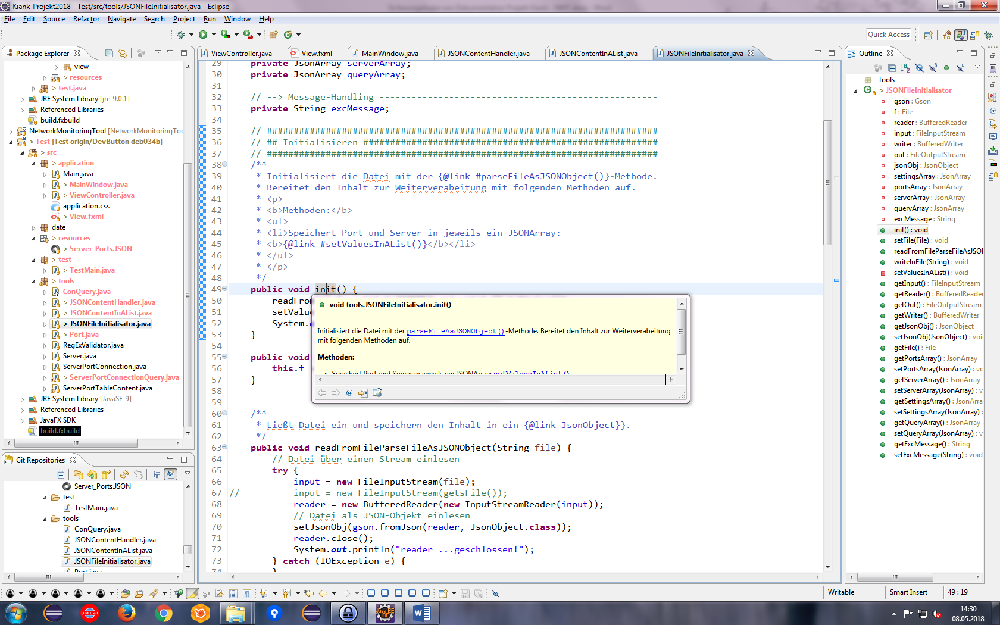 Kiank_Projekt2018 - Test/src/tools/JSONFileInitialisator.java - Eclipse
File Edit Source Refactor Navigate Search Project Run Window Help
Quick Access
Package Explorer
view
> resources
> test.java
JRE System Library [jre-9.0.1]
Referenced Libraries
build.fxbuild
NetworkMonitoringTool [NetworkMonitoringToo
> Test [Test origin/DevButton deb034b]
> src
> application
Main.java
> MainWindow.java
> ViewController.java
application.css
> View.fxml
date
> resources
> Server_Ports.JSON
> test
> TestMain.java
> tools
ConQuery.java
> JSONContentHandler.java
> JSONContentInAList.java
> JSONFileInitialisator.java
> Port.java
RegExValidator.java
Server.java
ServerPortConnection.java
> ServerPortConnectionQuery.java
ServerPortTableContent.java
JRE System Library [JavaSE-9]
Referenced Libraries
JavaFX SDK
build.fxbuild
Git Repositories
Server_Ports.JSON
test
TestMain.java
tools
ConQuery.java
JSONContentHandler.java
JSONContentInAList.java
JSONFileInitialisator.java
Port.java
ViewController.java View.fxml MainWindow.java JSONContentHandler.java JSONContentInAList.java JSONFileInitialisator.java
29 private JsonArray serverArray;
30 private JsonArray queryArray;
31
32 // --> Message-Handling ----------------------------------------------------
33 private String excMessage;
34
35 // #########################################################################
36 // ## Initialisieren #######################################################
37 // #########################################################################
38 /**
39 * Initialisiert die Datei mit der {@link #parseFileAsJSONObject()}-Methode.
40 * Bereitet den Inhalt zur Weiterverabeitung mit folgenden Methoden auf.
41 * <p>
42 * <b>Methoden:</b>
43 * <ul>
44 * <li>Speichert Port und Server in jeweils ein JSONArray:
45 * <b>{@link #setValuesInAList()}</b></li>
46 * </ul>
47 * </p>
48 */
49 public void init() {
50 readFrom
51 setValue
52 System.
53 }
54
55 public void
56 this.f =
57 }
58
59
60 /**
61 * Ließt Datei ein und speichern den Inhalt in ein {@link JsonObject}}.
62 */
63 public void readFromFileParseFileAsJSONObject(String file) {
64 // Datei über einen Stream einlesen
65 try {
66 input = new FileInputStream(file);
67 // input = new FileInputStream(getsFile());
68 reader = new BufferedReader(new InputStreamReader(input));
69 // Datei als JSON-Objekt einlesen
70 setJsonObj(gson.fromJson(reader, JsonObject.class));
71 reader.close();
72 System.out.println("reader ...geschlossen!");
73 } catch (IOException e) {
74 }
void tools.JSONFileInitialisator.init()
Initialisiert die Datei mit der parseFileAsJSONObject()-Methode. Bereitet den Inhalt zur Weiterverabeitung
mit folgenden Methoden auf.
Methoden:
• Speichert Port und Server in jeweils ein JSONArray: setValuesInAList()
Outline
tools
> JSONFileInitialisator
gson : Gson
f : File
reader : BufferedReader
input : FileInputStream
writer : BufferedWriter
out : FileOutputStream
jsonObj : JsonObject
settingsArray : JsonArray
portsArray : JsonArray
serverArray : JsonArray
queryArray : JsonArray
excMessage : String
init() : void
setFile(File) : void
readFromFileParseFileAsJSOI
writeInFile(String) : void
setValuesInAList() : void
getInput() : FileInputStream
getReader() : BufferedReader
getOut() : FileOutputStream
getWriter() : BufferedWriter
getJsonObj() : JsonObject
setJsonObj(JsonObject) : voi
getFile() : File
getPortsArray() : JsonArray
setPortsArray(JsonArray) : vo
getServerArray() : JsonArray
setServerArray(JsonArray) : v
getSettingsArray() : JsonArra
setSettingsArray(JsonArray) :
getQueryArray() : JsonArray
setQueryArray(JsonArray) : v
getExcMessage() : String
setExcMessage(String) : void
Writable Smart Insert 49 : 19
UMLet
Java EE
IDE
14:30
08.05.2018